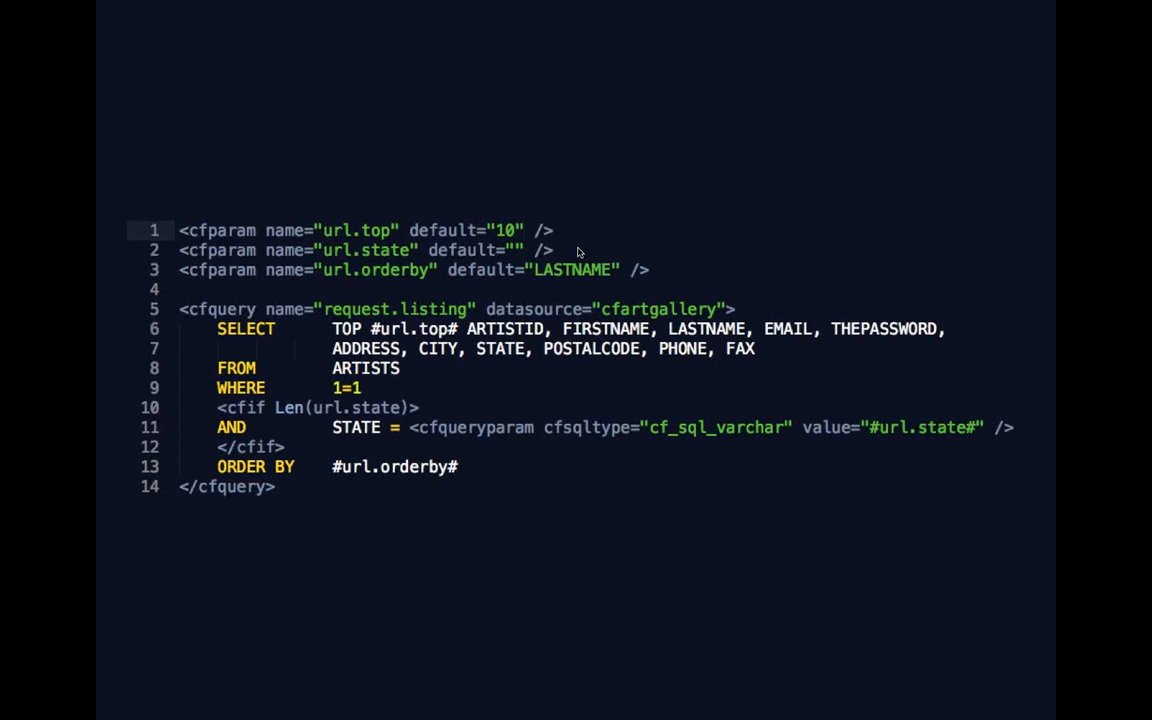 1 <cfparam name="url.top" default="10" />
2 <cfparam name="url.state" default="" />
3 <cfparam name="url.orderby" default="LASTNAME" />
4
5 <cfquery name="request.listing" datasource="cfartgallery">
6 SELECT TOP #url.top# ARTISTID, FIRSTNAME, LASTNAME, EMAIL, THEPASSWORD,
7 ADDRESS, CITY, STATE, POSTALCODE, PHONE, FAX
8 FROM ARTISTS
9 WHERE 1=1
10 <cfif Len(url.state)>
11 AND STATE = <cfqueryparam cfsqltype="cf_sql_varchar" value="#url.state#" />
12 </cfif>
13 ORDER BY #url.orderby#
14 </cfquery>